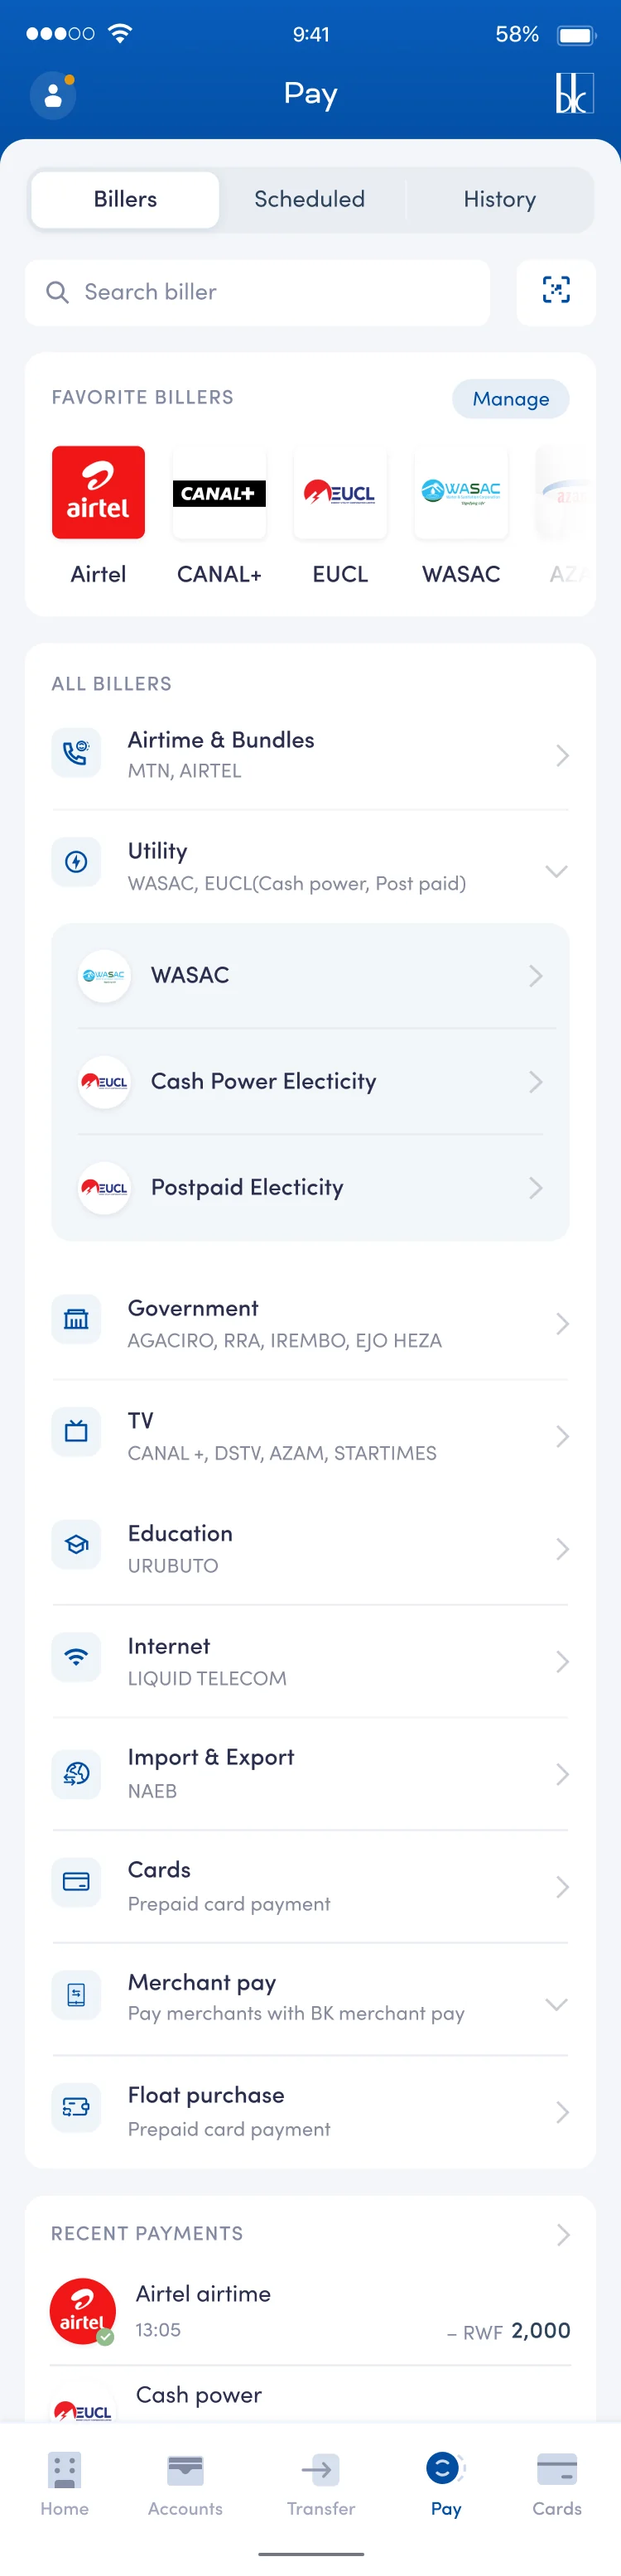 9:41
58%
Pay
bk
Billers
Scheduled
History
Search biller
FAVORITE BILLERS
Manage
airtel
CANAL+
EUCL
WASAC
Airtel
CANAL+
EUCL
WASAC
ALL BILLERS
Airtime & Bundles
MTN, AIRTEL
Utility
WASAC, EUCL(Cash power, Post paid)
WASAC
WASAC
EUCL
Cash Power Electicity
EUCL
Postpaid Electicity
Government
AGACIRO, RRA, IREMBO, EJO HEZA
TV
CANAL +, DSTV, AZAM, STARTIMES
Education
URUBUTO
Internet
LIQUID TELECOM
Import & Export
NAEB
Cards
Prepaid card payment
Merchant pay
Pay merchants with BK merchant pay
Float purchase
Prepaid card payment
RECENT PAYMENTS
airtel
Airtel airtime
13:05
– RWF 2,000
Cash power
EUCL
Home
Accounts
Transfer
Pay
Cards